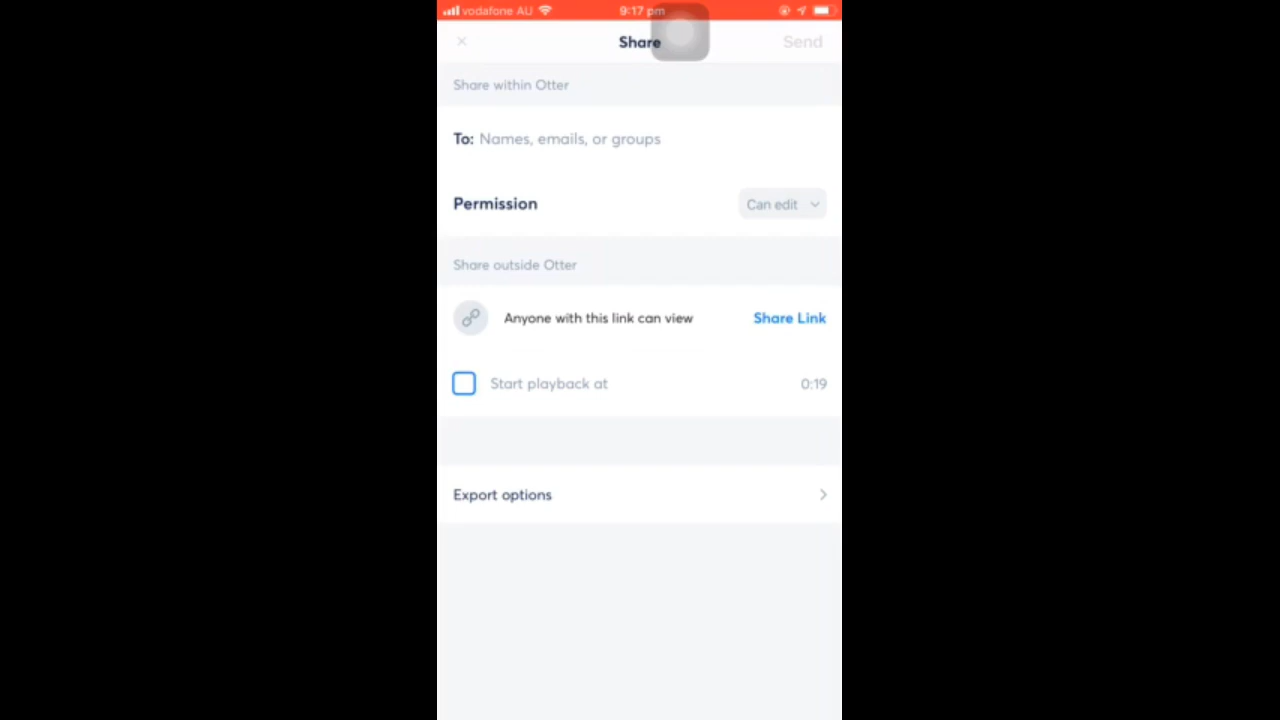 vodafone AU 9:17 pm
Share Send
Share within Otter
To: Names, emails, or groups
Permission Can edit
Share outside Otter
Anyone with this link can view Share Link
Start playback at 0:19
Export options